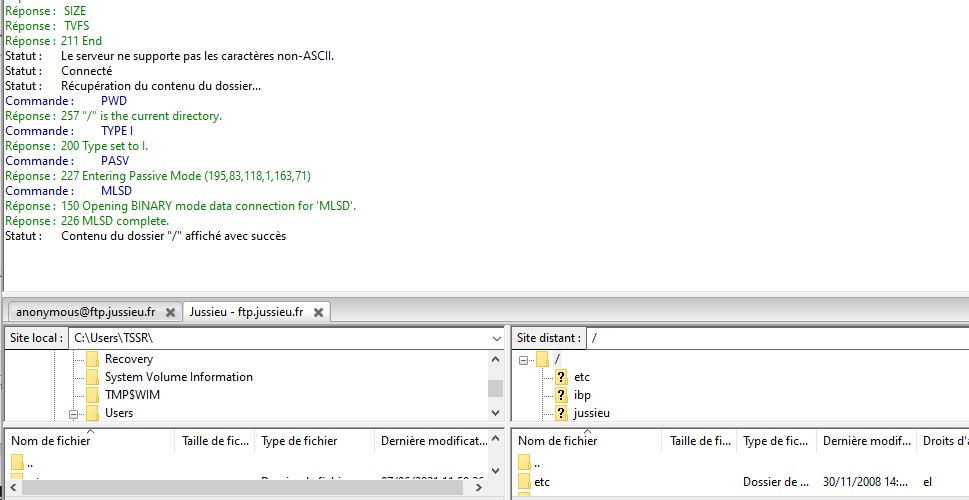 Réponse : SIZE
Réponse : TVFS
Réponse : 211 End
Statut : Le serveur ne supporte pas les caractères non-ASCII.
Statut : Connecté
Statut : Récupération du contenu du dossier...
Commande : PWD
Réponse : 257 "/" is the current directory.
Commande : TYPE I
Réponse : 200 Type set to I.
Commande : PASV
Réponse : 227 Entering Passive Mode (195,83,118,1,163,71)
Commande : MLSD
Réponse : 150 Opening BINARY mode data connection for 'MLSD'.
Réponse : 226 MLSD complete.
Statut : Contenu du dossier "/" affiché avec succès
anonymous@ftp.jussieu.fr Jussieu - ftp.jussieu.fr
Site local : C:\Users\TSSR\
Recovery
System Volume Information
TMP$WIM
Users
Site distant : /
/
etc
ibp
jussieu
Nom de fichier Taille de fic... Type de fichier Dernière modificat...
..
Nom de fichier Taille de fic... Type de fic... Dernière modif... Droits d'a
..
etc Dossier de ... 30/11/2008 14:... el